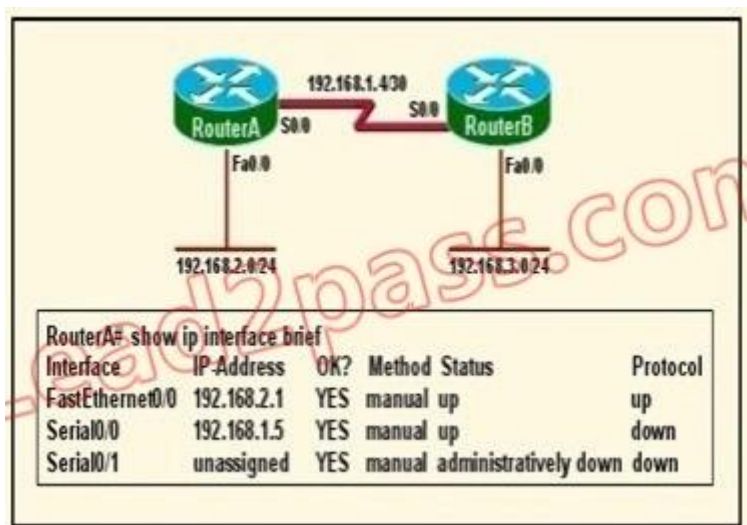 192.168.1.4/30
S0/0
S0/0
RouterA
RouterB
Fa0/0
Fa0/0
192.168.2.0/24
192.168.3.0/24
Lead2pass.com
RouterA# show ip interface brief
Interface IP-Address OK? Method Status Protocol
FastEthernet0/0 192.168.2.1 YES manual up up
Serial0/0 192.168.1.5 YES manual up down
Serial0/1 unassigned YES manual administratively down down